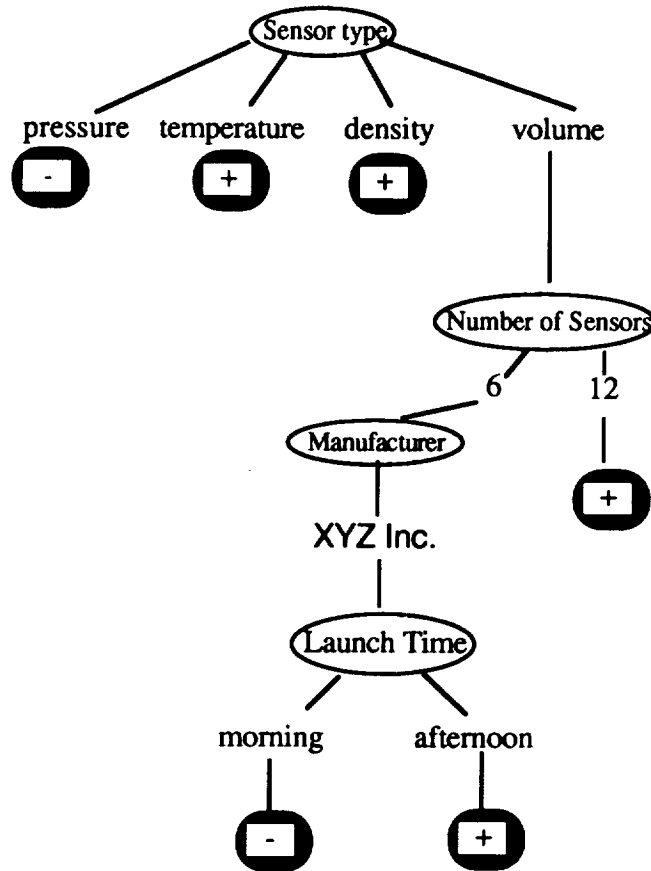 Sensor type
pressure temperature density volume
- + +
Number of Sensors
6 12
Manufacturer
+
XYZ Inc.
Launch Time
morning afternoon
- +